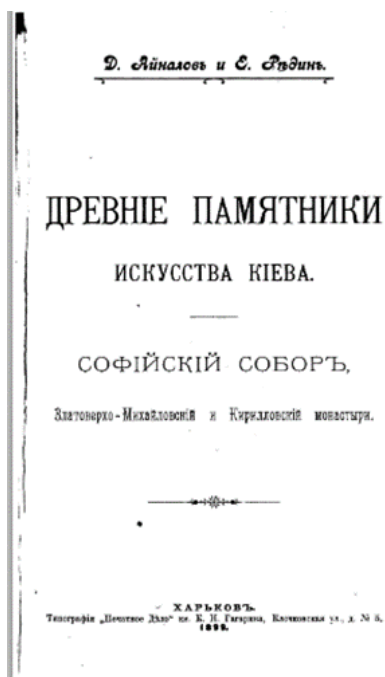 Д. Айналовъ и Е. Рѣдинъ.
ДРЕВНІЕ ПАМЯТНИКИ
ИСКУССТВА КІЕВА.
СОФІЙСКІЙ СОБОРЪ,
Златоверхо-Михайловскій и Кирилловскій монастыри.
ХАРЬКОВЪ.
Типографія „Печатное Дѣло“ кн. К. Н. Гагарина, Клочковская ул., д. № 5,
1899.